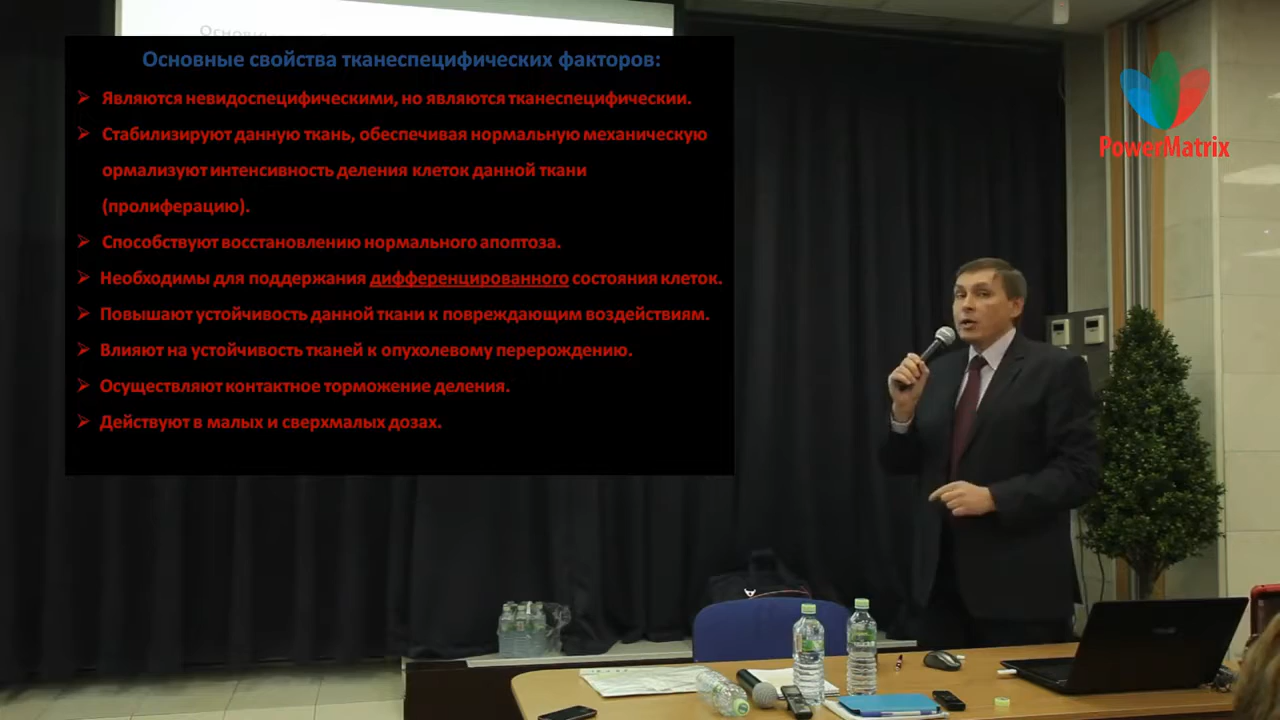 Основны
Основные свойства тканеспецифических факторов:
Являются невидоспецифическими, но являются тканеспецифически.
Стабилизируют данную ткань, обеспечивая нормальную механическую
ормализуют интенсивность деления клеток данной ткани
(пролиферацию).
Способствуют восстановлению нормального апоптоза.
Необходимы для поддержания дифференцированного состояния клеток.
Повышают устойчивость данной ткани к повреждающим воздействиям.
Влияют на устойчивость тканей к опухолевому перерождению.
Осуществляют контактное торможение деления.
Действуют в малых и сверхмалых дозах.
PowerMatrix